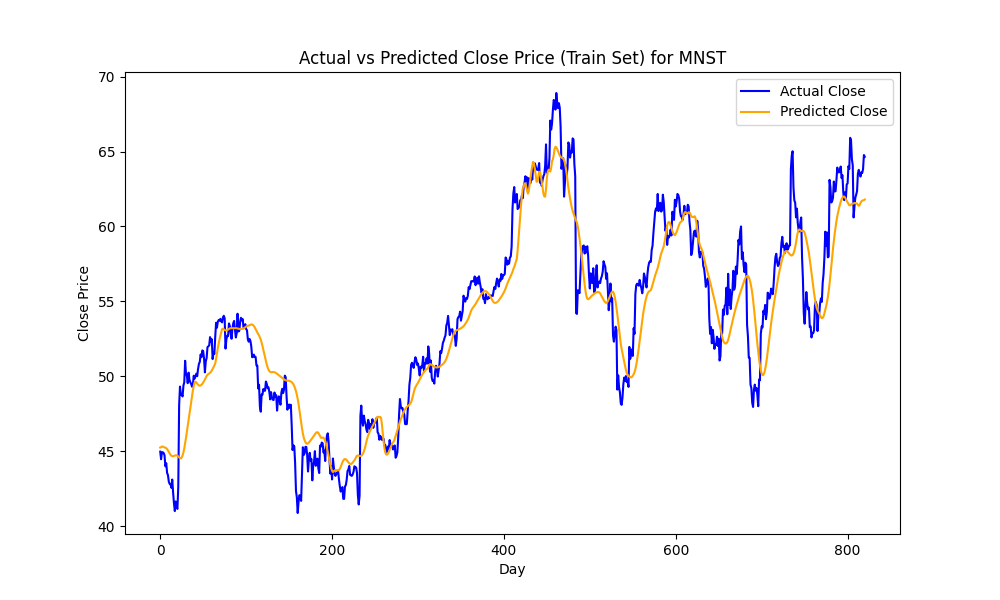 Actual vs Predicted Close Price (Train Set) for MNST
Actual Close
Predicted Close
Close Price
70
65
60
55
50
45
40
0
200
400
600
800
Day